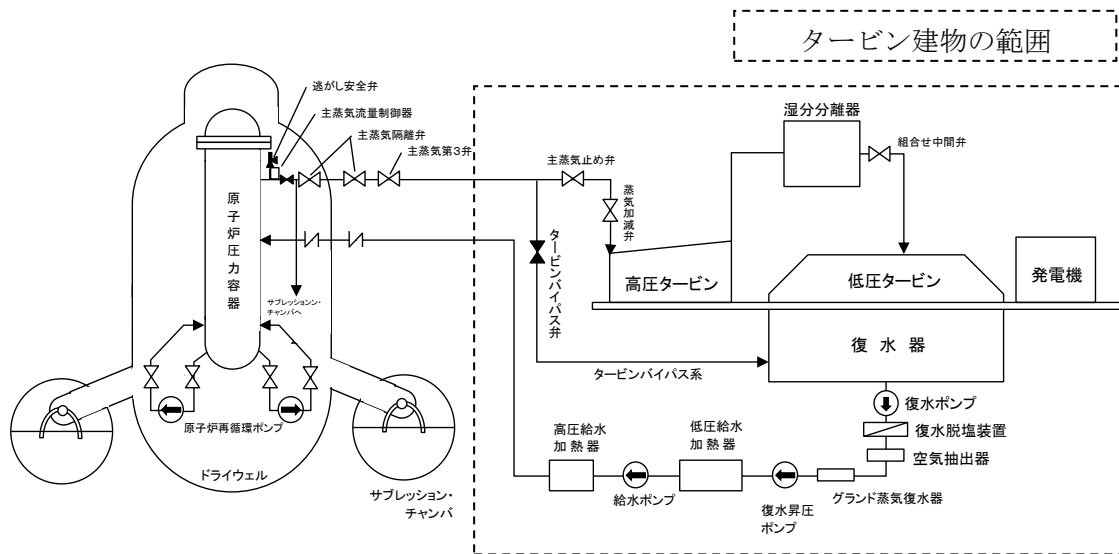 タービン建物の範囲
逃がし安全弁
主蒸気流量制御器
主蒸気隔離弁
主蒸気第3弁
湿分分離器
組合せ中間弁
主蒸気止め弁
蒸気加減弁
原子炉圧力容器
タービンバイパス弁
高圧タービン
低圧タービン
発電機
サプレッションン・
チャンバへ
復水器
タービンバイパス系
復水ポンプ
原子炉再循環ポンプ
復水脱塩装置
高圧給水
加熱器
低圧給水
加熱器
空気抽出器
ドライウェル
サプレッション・
チャンバ
給水ポンプ
復水昇圧
ポンプ
グランド蒸気復水器